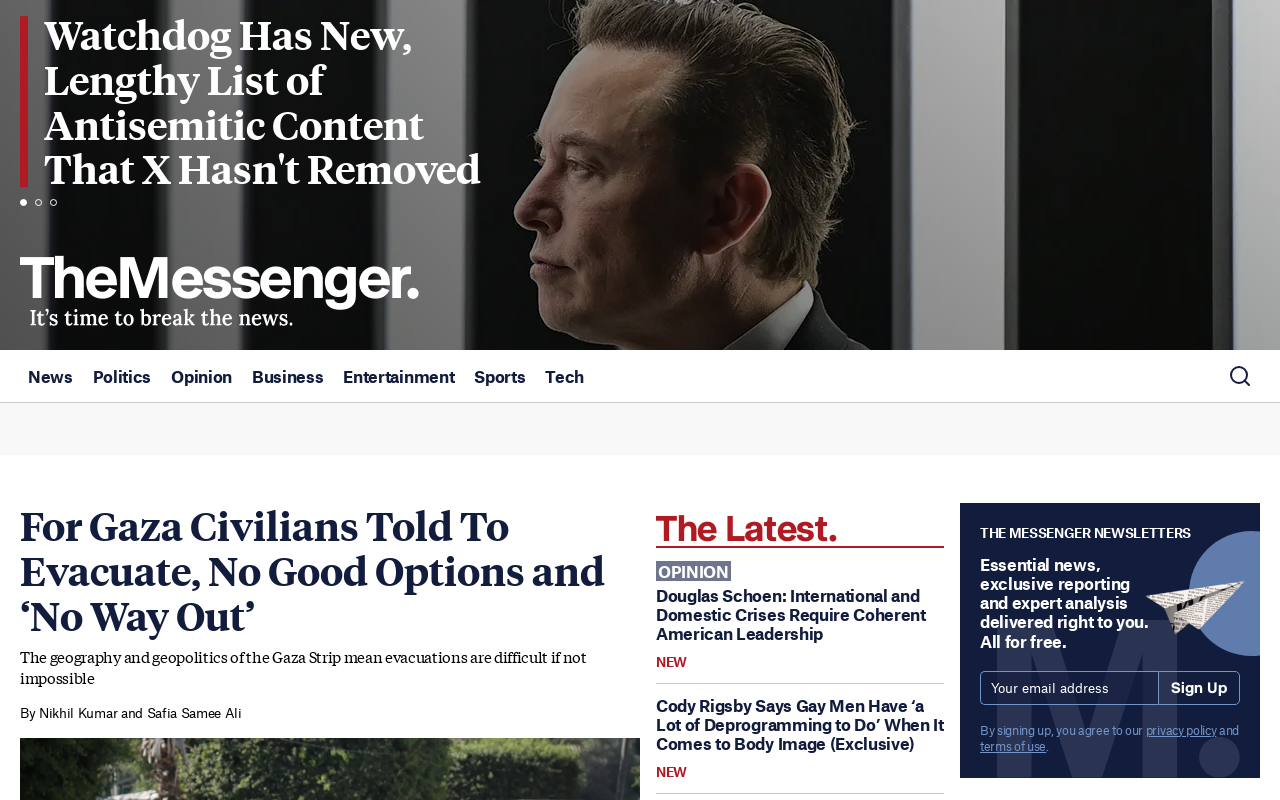 Watchdog Has New,
Lengthy List of
Antisemitic Content
That X Hasn't Removed
TheMessenger.
It's time to break the news.
News Politics Opinion Business Entertainment Sports Tech
For Gaza Civilians Told To
Evacuate, No Good Options and
‘No Way Out’
The geography and geopolitics of the Gaza Strip mean evacuations are difficult if not
impossible
By Nikhil Kumar and Safia Samee Ali
The Latest.
OPINION
Douglas Schoen: International and
Domestic Crises Require Coherent
American Leadership
NEW
Cody Rigsby Says Gay Men Have ‘a
Lot of Deprogramming to Do’ When It
Comes to Body Image (Exclusive)
NEW
THE MESSENGER NEWSLETTERS
Essential news,
exclusive reporting
and expert analysis
delivered right to you.
All for free.
Your email address Sign Up
By signing up, you agree to our privacy policy and
terms of use.
M.